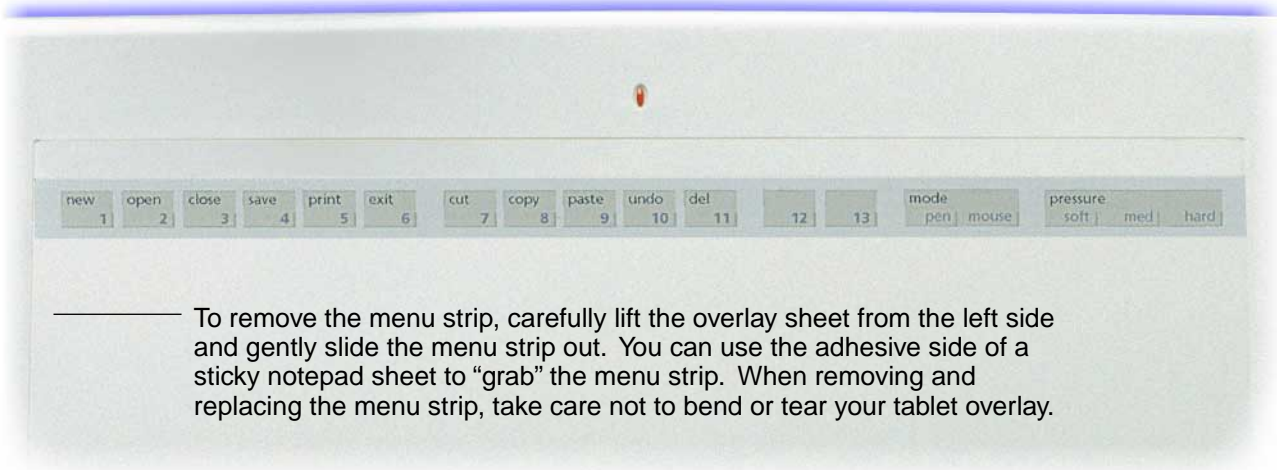 new open close save print exit cut copy paste undo del mode pressure
1 2 3 4 5 6 7 8 9 10 11 12 13 pen mouse soft med hard
To remove the menu strip, carefully lift the overlay sheet from the left side
and gently slide the menu strip out. You can use the adhesive side of a
sticky notepad sheet to “grab” the menu strip. When removing and
replacing the menu strip, take care not to bend or tear your tablet overlay.